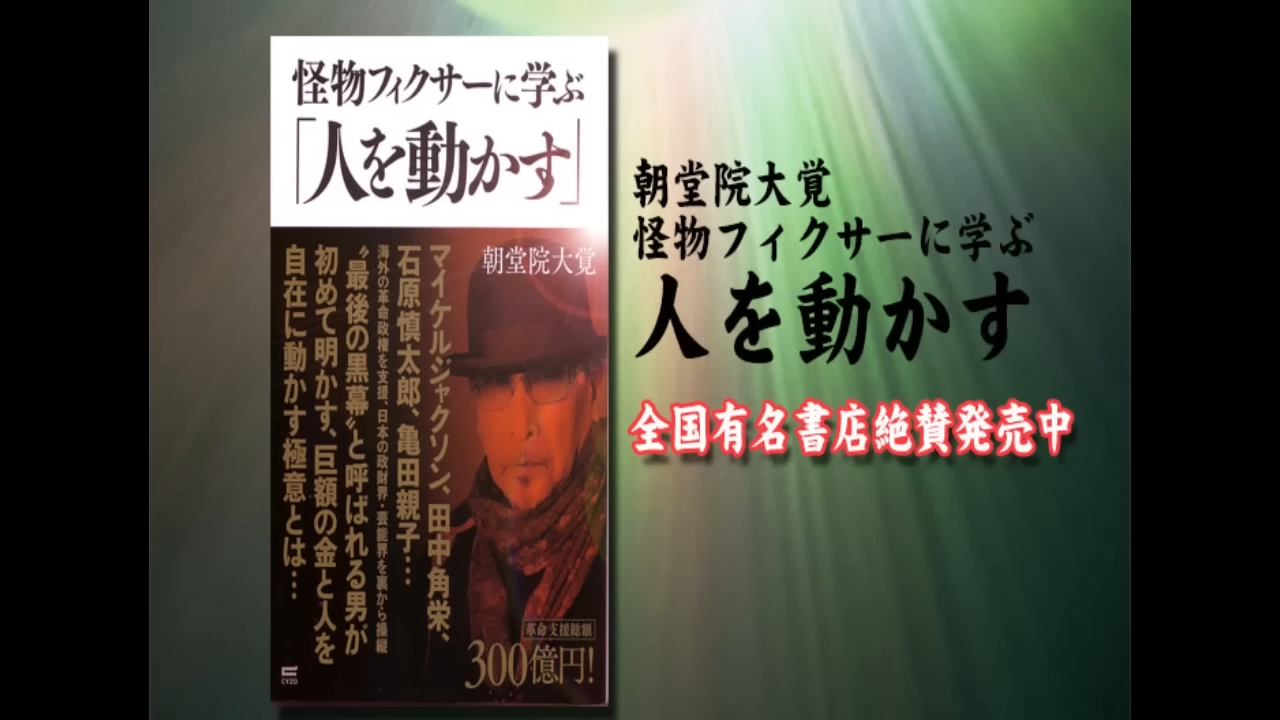 怪物フィクサーに学ぶ
「人を動かす」
朝堂院大覚
マイケルジャクソン、田中角栄、
石原慎太郎、亀田親子…
海外の革命政権を支援、日本の政財界・芸能界を裏から操縦
〝最後の黒幕〟と呼ばれる男が
初めて明かす、巨額の金と人を
自在に動かす極意とは…
革命支援総額
300億円!
CYZO
朝堂院大覚
怪物フィクサーに学ぶ
人を動かす
全国有名書店絶賛発売中